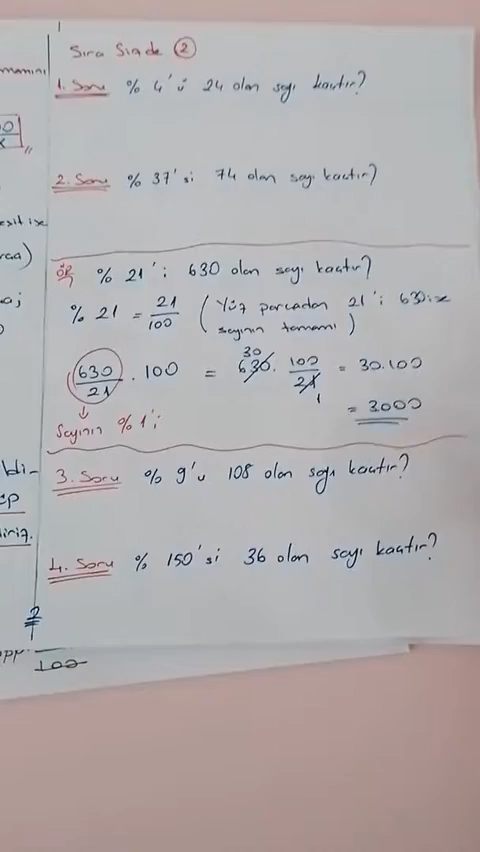 Sıra Sizde 2
1. Soru % 4'ü 24 olan sayı kaçtır?
2. Soru % 37'si 74 olan sayı kaçtır?
ÖR % 21'i 630 olan sayı kaçtır?
% 21 = 21/100 (Yüz parçadan 21'i 630 ise sayının tamamı)
630/21 . 100 = 630 . 100/21 = 30.100
30 1
= 3000
Sayının % 1'i
3. Soru % 9'u 108 olan sayı kaçtır?
4. Soru % 150'si 36 olan sayı kaçtır?
2
100